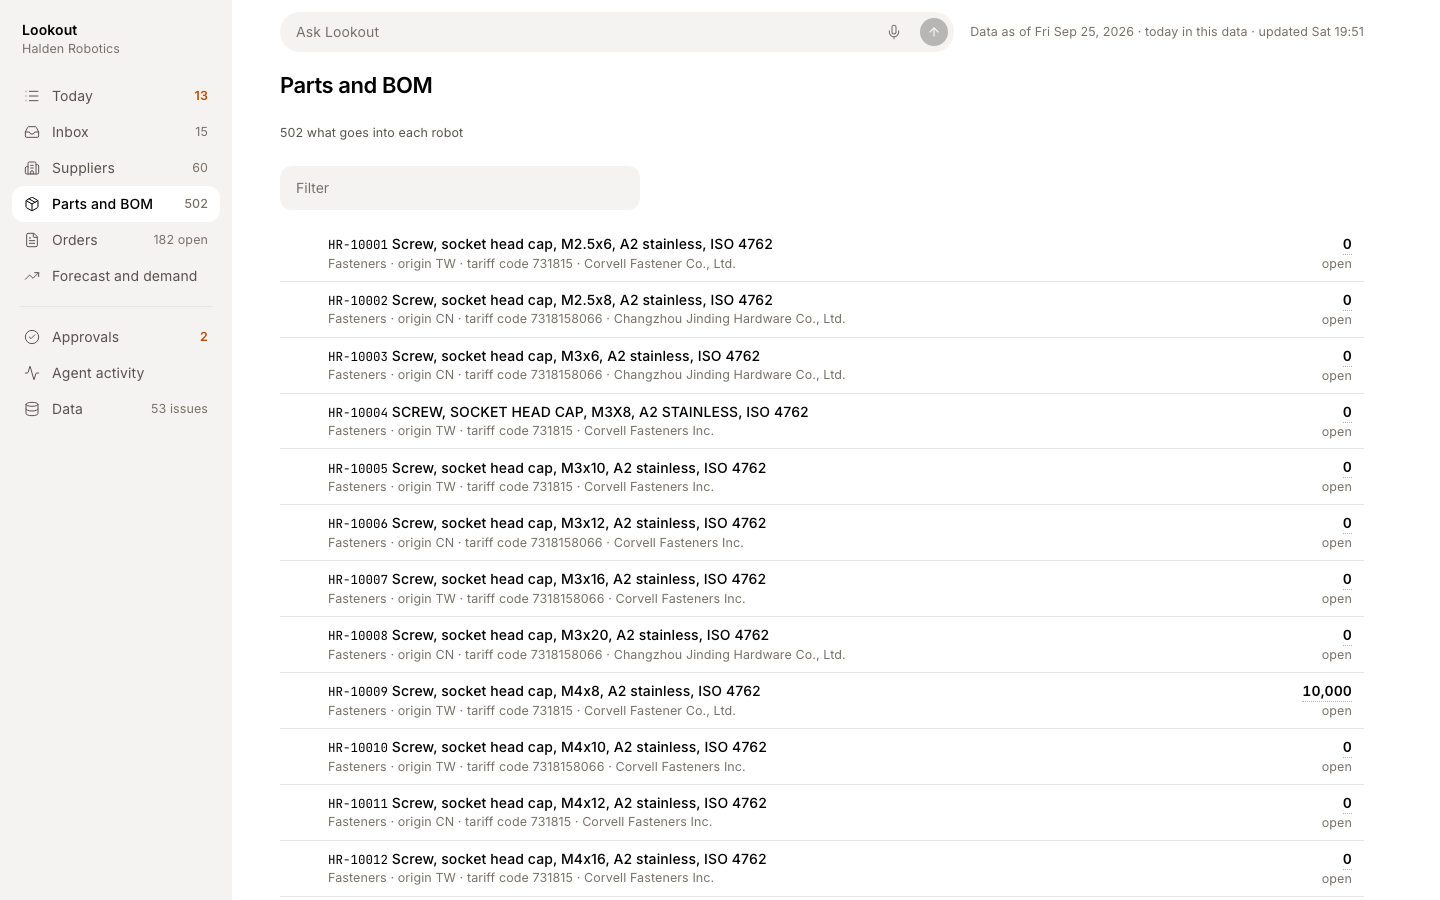 Lookout
Halden Robotics
Today 13
Inbox 15
Suppliers 60
Parts and BOM 502
Orders 182 open
Forecast and demand
Approvals 2
Agent activity
Data 53 issues
Ask Lookout
Data as of Fri Sep 25, 2026 · today in this data · updated Sat 19:51
Parts and BOM
502 what goes into each robot
Filter
HR-10001 Screw, socket head cap, M2.5x6, A2 stainless, ISO 4762 0
Fasteners · origin TW · tariff code 731815 · Corvell Fastener Co., Ltd. open
HR-10002 Screw, socket head cap, M2.5x8, A2 stainless, ISO 4762 0
Fasteners · origin CN · tariff code 7318158066 · Changzhou Jinding Hardware Co., Ltd. open
HR-10003 Screw, socket head cap, M3x6, A2 stainless, ISO 4762 0
Fasteners · origin CN · tariff code 7318158066 · Changzhou Jinding Hardware Co., Ltd. open
HR-10004 SCREW, SOCKET HEAD CAP, M3X8, A2 STAINLESS, ISO 4762 0
Fasteners · origin TW · tariff code 731815 · Corvell Fasteners Inc. open
HR-10005 Screw, socket head cap, M3x10, A2 stainless, ISO 4762 0
Fasteners · origin TW · tariff code 731815 · Corvell Fasteners Inc. open
HR-10006 Screw, socket head cap, M3x12, A2 stainless, ISO 4762 0
Fasteners · origin CN · tariff code 7318158066 · Corvell Fasteners Inc. open
HR-10007 Screw, socket head cap, M3x16, A2 stainless, ISO 4762 0
Fasteners · origin TW · tariff code 7318158066 · Corvell Fasteners Inc. open
HR-10008 Screw, socket head cap, M3x20, A2 stainless, ISO 4762 0
Fasteners · origin CN · tariff code 7318158066 · Changzhou Jinding Hardware Co., Ltd. open
HR-10009 Screw, socket head cap, M4x8, A2 stainless, ISO 4762 10,000
Fasteners · origin TW · tariff code 731815 · Corvell Fastener Co., Ltd. open
HR-10010 Screw, socket head cap, M4x10, A2 stainless, ISO 4762 0
Fasteners · origin TW · tariff code 7318158066 · Corvell Fasteners Inc. open
HR-10011 Screw, socket head cap, M4x12, A2 stainless, ISO 4762 0
Fasteners · origin CN · tariff code 731815 · Corvell Fasteners Inc. open
HR-10012 Screw, socket head cap, M4x16, A2 stainless, ISO 4762 0
Fasteners · origin TW · tariff code 731815 · Corvell Fasteners Inc. open